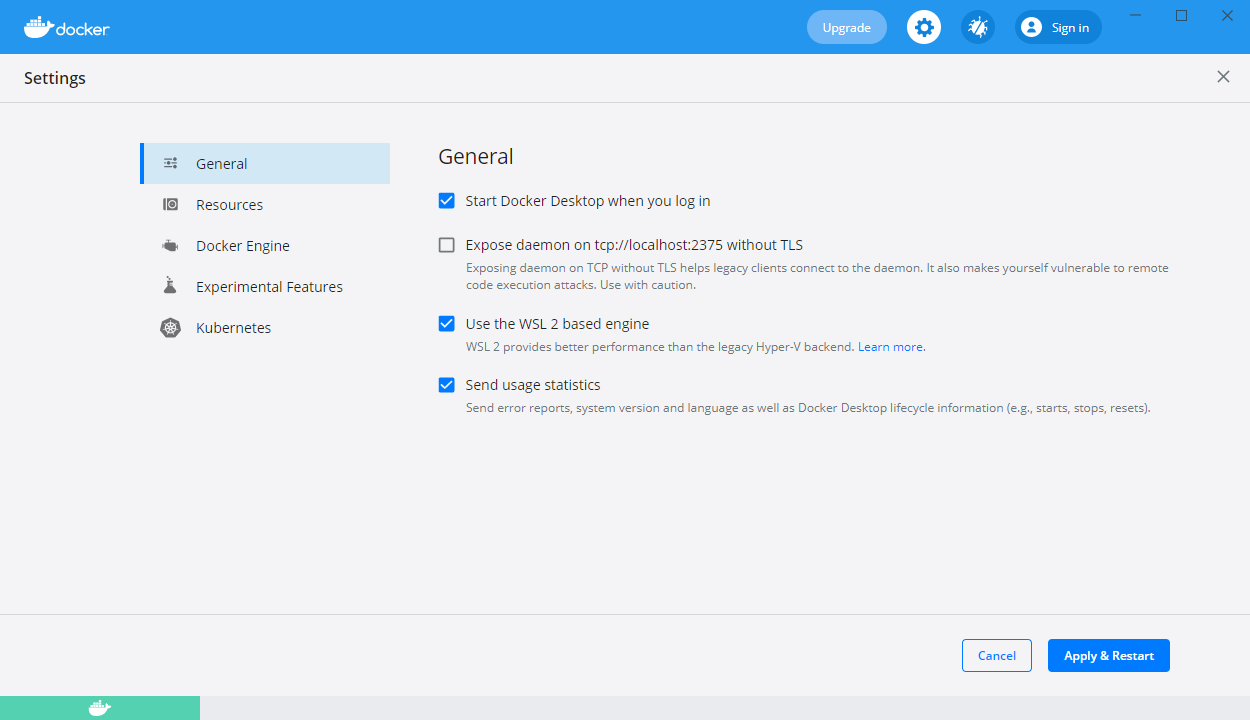 docker
Upgrade
Sign in
Settings
General
Resources
Docker Engine
Experimental Features
Kubernetes
General
Start Docker Desktop when you log in
Expose daemon on tcp://localhost:2375 without TLS
Exposing daemon on TCP without TLS helps legacy clients connect to the daemon. It also makes yourself vulnerable to remote
code execution attacks. Use with caution.
Use the WSL 2 based engine
WSL 2 provides better performance than the legacy Hyper-V backend. Learn more.
Send usage statistics
Send error reports, system version and language as well as Docker Desktop lifecycle information (e.g., starts, stops, resets).
Cancel
Apply & Restart